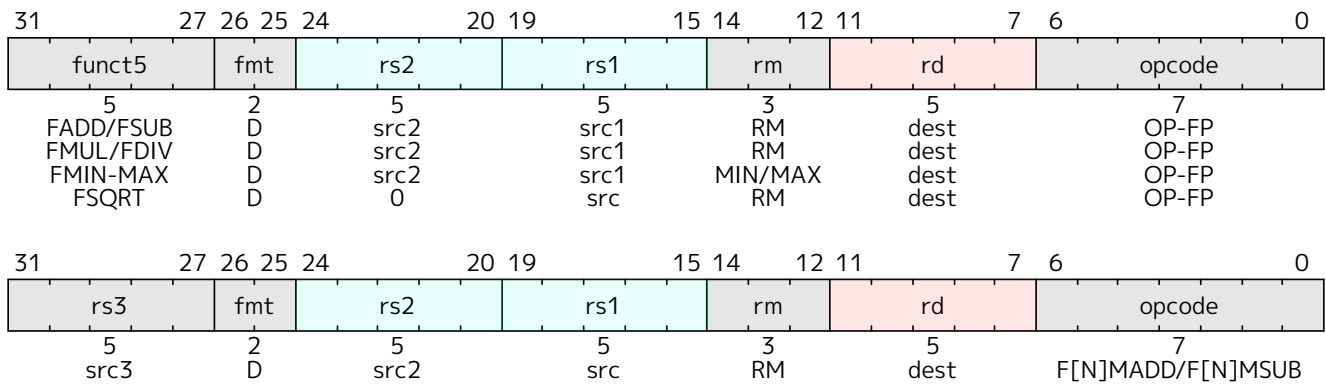 31 27 26 25 24 20 19 15 14 12 11 7 6 0
funct5 fmt rs2 rs1 rm rd opcode
5 2 5 5 3 5 7
FADD/FSUB D src2 src1 RM dest OP-FP
FMUL/FDIV D src2 src1 RM dest OP-FP
FMIN-MAX D src2 src1 MIN/MAX dest OP-FP
FSQRT D 0 src RM dest OP-FP
31 27 26 25 24 20 19 15 14 12 11 7 6 0
rs3 fmt rs2 rs1 rm rd opcode
5 2 5 5 3 5 7
src3 D src2 src RM dest F[N]MADD/F[N]MSUB